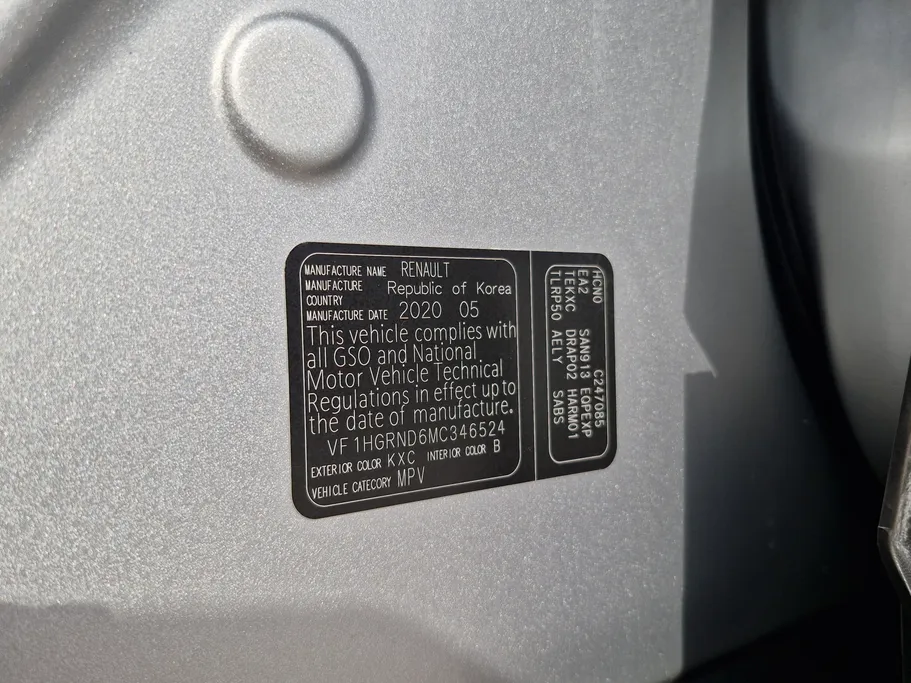 MANUFACTURE NAME RENAULT
MANUFACTURE COUNTRY Republic of Korea
MANUFACTURE DATE 2020 05
This vehicle complies with
all GSO and National
Motor Vehicle Technical
Regulations in effect up to
the date of manufacture.
VF1HGRND6MC346524
EXTERIOR COLOR KXC INTERIOR COLOR B
VEHICLE CATECORY MPV
HCN0 C247085
EA2 SAN913 EQPEXP
TEKXC DRAP02 HARM01
TLRP50 AELY SABS